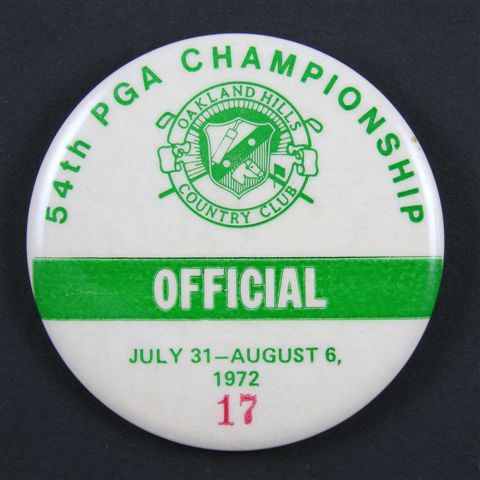 54th PGA CHAMPIONSHIP
OAKLAND HILLS
COUNTRY CLUB
OFFICIAL
JULY 31—AUGUST 6,
1972
17